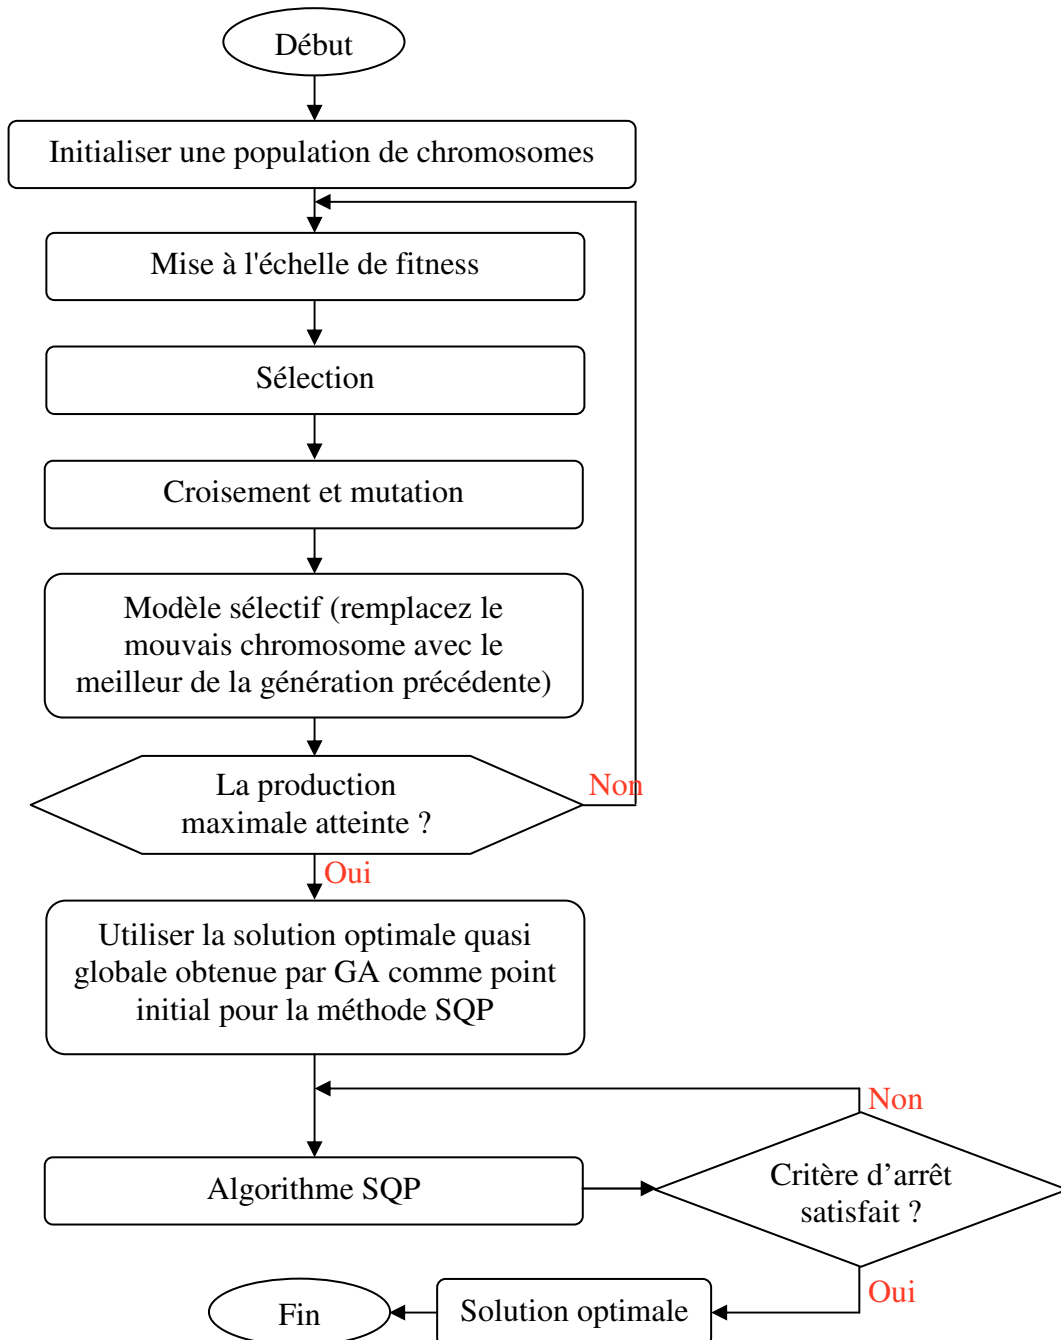 Début
Initialiser une population de chromosomes
Mise à l'échelle de fitness
Sélection
Croisement et mutation
Modèle sélectif (remplacez le
mouvais chromosome avec le
meilleur de la génération précédente)
La production
maximale atteinte ?
Non
Oui
Utiliser la solution optimale quasi
globale obtenue par GA comme point
initial pour la méthode SQP
Non
Algorithme SQP
Critère d’arrêt
satisfait ?
Oui
Solution optimale
Fin